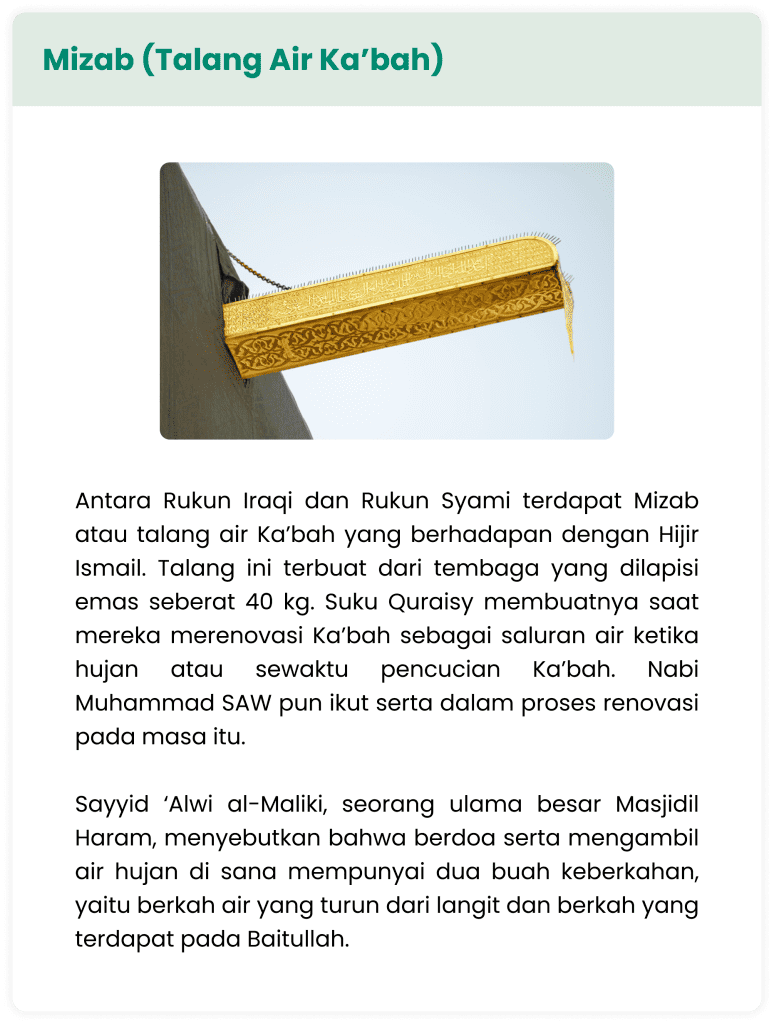 Mizab (Talang Air Ka’bah)
Antara Rukun Iraqi dan Rukun Syami terdapat Mizab
atau talang air Ka’bah yang berhadapan dengan Hijir
Ismail. Talang ini terbuat dari tembaga yang dilapisi
emas seberat 40 kg. Suku Quraisy membuatnya saat
mereka merenovasi Ka’bah sebagai saluran air ketika
hujan atau sewaktu pencucian Ka’bah. Nabi
Muhammad SAW pun ikut serta dalam proses renovasi
pada masa itu.
Sayyid ‘Alwi al-Maliki, seorang ulama besar Masjidil
Haram, menyebutkan bahwa berdoa serta mengambil
air hujan di sana mempunyai dua buah keberkahan,
yaitu berkah air yang turun dari langit dan berkah yang
terdapat pada Baitullah.